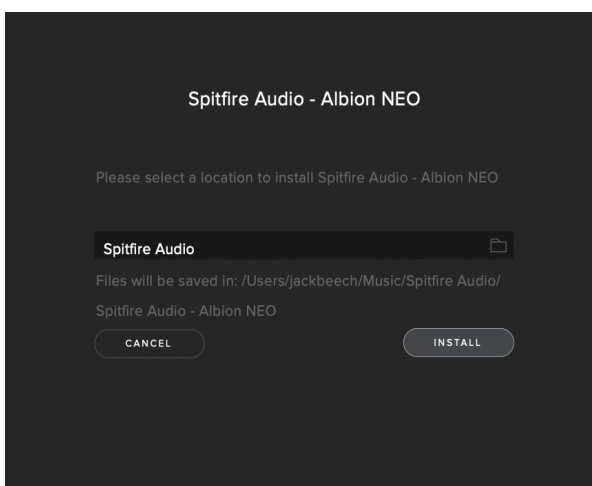 Spitfire Audio - Albion NEO
Please select a location to install Spitfire Audio - Albion NEO
Spitfire Audio
Files will be saved in: /Users/jackbeech/Music/Spitfire Audio/
Spitfire Audio - Albion NEO
CANCEL
INSTALL